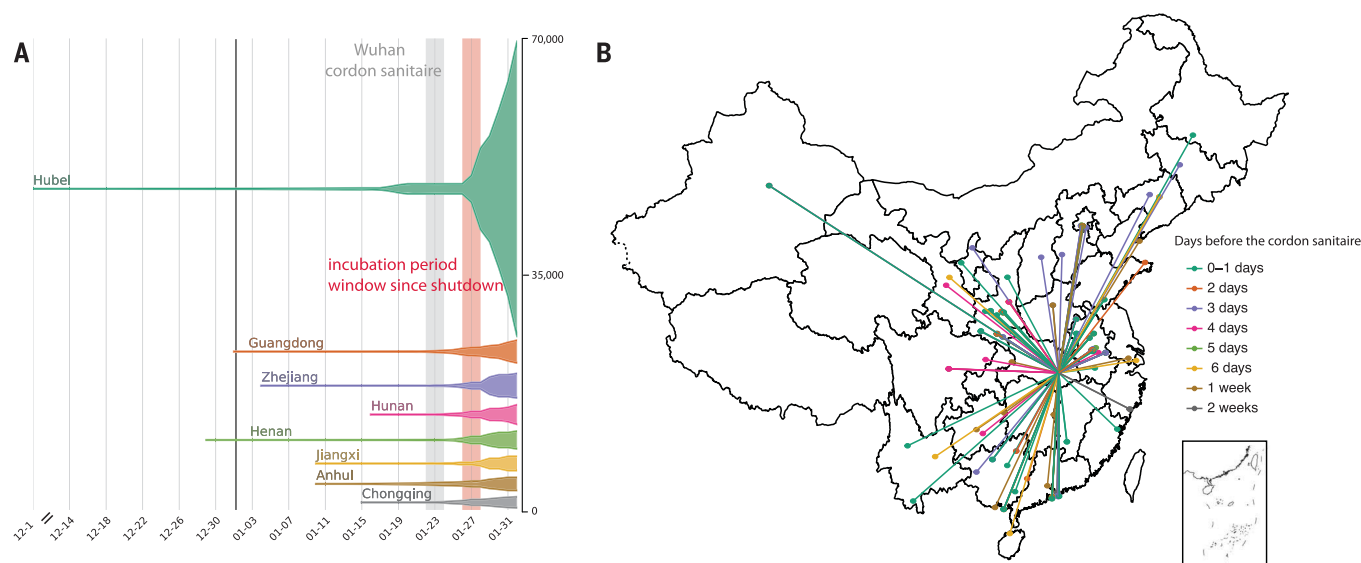 A
Wuhan
cordon sanitaire
70,000
Hubel
incubation period
window since shutdown
35,000
Guangdong
Zhejiang
Hunan
Henan
Jiangxi
Anhul
Chongqing
0
12-1
12-14
12-18
12-22
12-26
12-30
01-03
01-07
01-11
01-15
01-19
01-23
01-27
01-31
B
Days before the cordon sanitaire
0–1 days
2 days
3 days
4 days
5 days
6 days
1 week
2 weeks